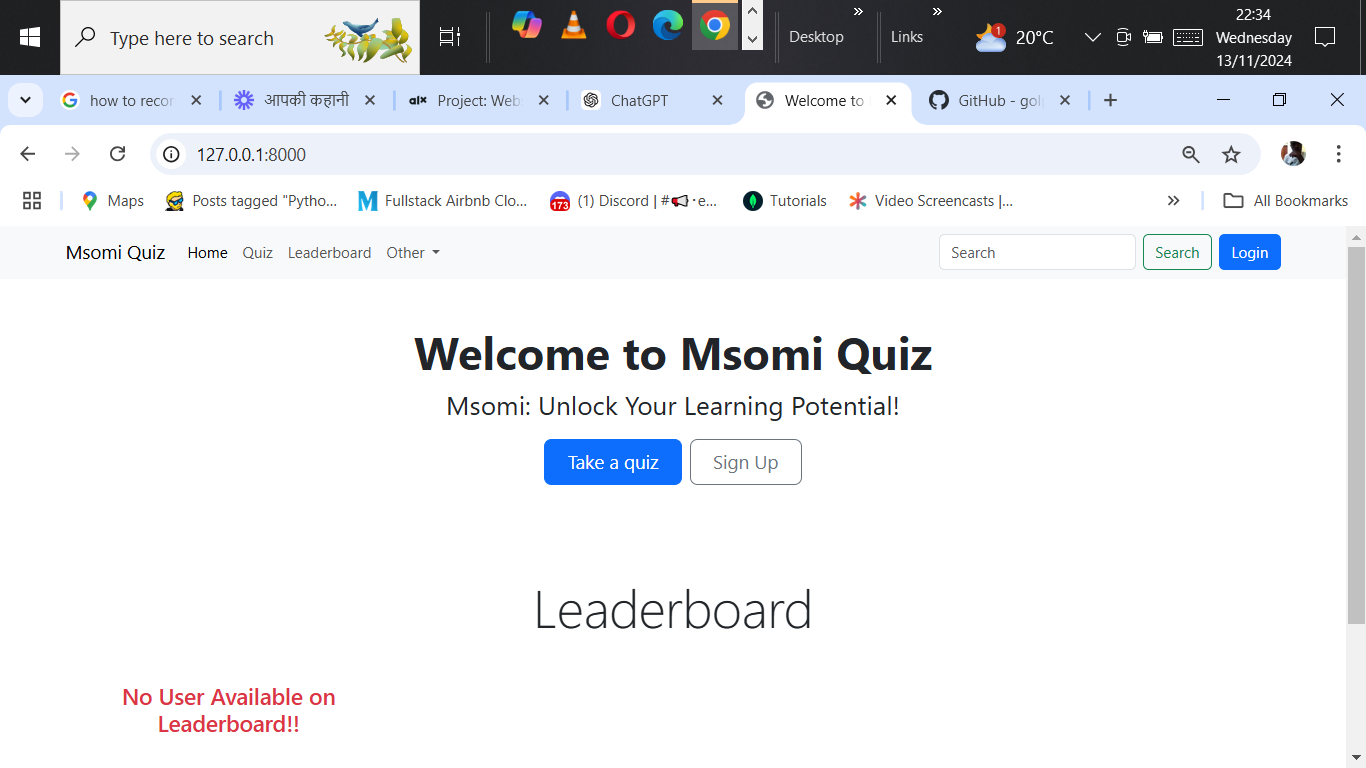 Type here to search
Desktop
Links
1
20°C
22:34
Wednesday
13/11/2024
how to recor
आपकी कहानी
alx Project: Web
ChatGPT
Welcome to
GitHub - gol
127.0.0.1:8000
Maps
Posts tagged "Pytho...
Fullstack Airbnb Clo...
173
(1) Discord | #📢・e...
Tutorials
Video Screencasts |...
All Bookmarks
Msomi Quiz
Home
Quiz
Leaderboard
Other
Search
Search
Login
Welcome to Msomi Quiz
Msomi: Unlock Your Learning Potential!
Take a quiz
Sign Up
Leaderboard
No User Available on
Leaderboard!!